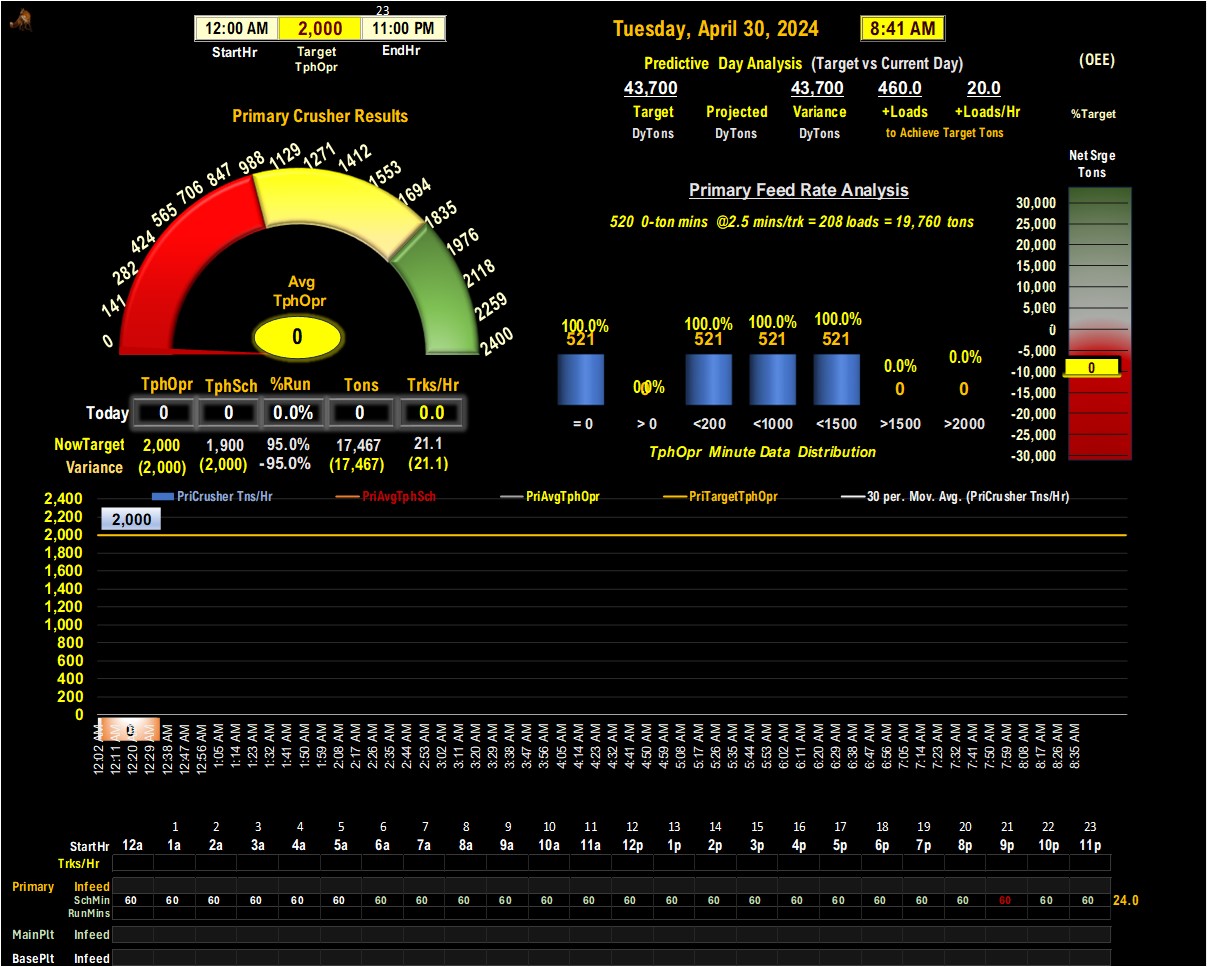 23
12:00 AM 2,000 11:00 PM
StartHr Target EndHr
TphOpr
Tuesday, April 30, 2024 8:41 AM
Predictive Day Analysis (Target vs Current Day)
(OEE)
43,700 43,700 460.0 20.0
Target Projected Variance +Loads +Loads/Hr
DyTons DyTons DyTons to Achieve Target Tons
%Target
Net Srge
Tons
Primary Crusher Results
0 141 282 424 565 706 847 988 1129 1271 1412 1553 1694 1835 1976 2118 2259 2400
Avg
TphOpr
0
Primary Feed Rate Analysis
520 0-ton mins @2.5 mins/trk = 208 loads = 19,760 tons
100.0% 0.0% 100.0% 100.0% 100.0% 0.0% 0.0%
521 0 521 521 521 0 0
= 0 > 0 <200 <1000 <1500 >1500 >2000
TphOpr Minute Data Distribution
30,000
25,000
20,000
15,000
10,000
5,000
0
-5,000
-10,000 0
-15,000
-20,000
-25,000
-30,000
TphOpr TphSch %Run Tons Trks/Hr
Today 0 0 0.0% 0 0.0
NowTarget 2,000 1,900 95.0% 17,467 21.1
Variance (2,000) (2,000) -95.0% (17,467) (21.1)
PriCrusher Tns/Hr PriAvgTphSch PriAvgTphOpr PriTargetTphOpr 30 per. Mov. Avg. (PriCrusher Tns/Hr)
2,400
2,200
2,000
2,000
1,800
1,600
1,400
1,200
1,000
800
600
400
200
0
0
12:02 AM 12:11 AM 12:20 AM 12:29 AM 12:38 AM 12:47 AM 12:56 AM 1:05 AM 1:14 AM 1:23 AM 1:32 AM 1:41 AM 1:50 AM 1:59 AM 2:08 AM 2:17 AM 2:26 AM 2:35 AM 2:44 AM 2:53 AM 3:02 AM 3:11 AM 3:20 AM 3:29 AM 3:38 AM 3:47 AM 3:56 AM 4:05 AM 4:14 AM 4:23 AM 4:32 AM 4:41 AM 4:50 AM 4:59 AM 5:08 AM 5:17 AM 5:26 AM 5:35 AM 5:44 AM 5:53 AM 6:02 AM 6:11 AM 6:20 AM 6:29 AM 6:38 AM 6:47 AM 6:56 AM 7:05 AM 7:14 AM 7:23 AM 7:32 AM 7:41 AM 7:50 AM 7:59 AM 8:08 AM 8:17 AM 8:26 AM 8:35 AM
1 2 3 4 5 6 7 8 9 10 11 12 13 14 15 16 17 18 19 20 21 22 23
StartHr 12a 1a 2a 3a 4a 5a 6a 7a 8a 9a 10a 11a 12p 1p 2p 3p 4p 5p 6p 7p 8p 9p 10p 11p
Trks/Hr
Primary Infeed
SchMin 60 60 60 60 60 60 60 60 60 60 60 60 60 60 60 60 60 60 60 60 60 60 60 60 24.0
RunMins
MainPlt Infeed
BasePlt Infeed